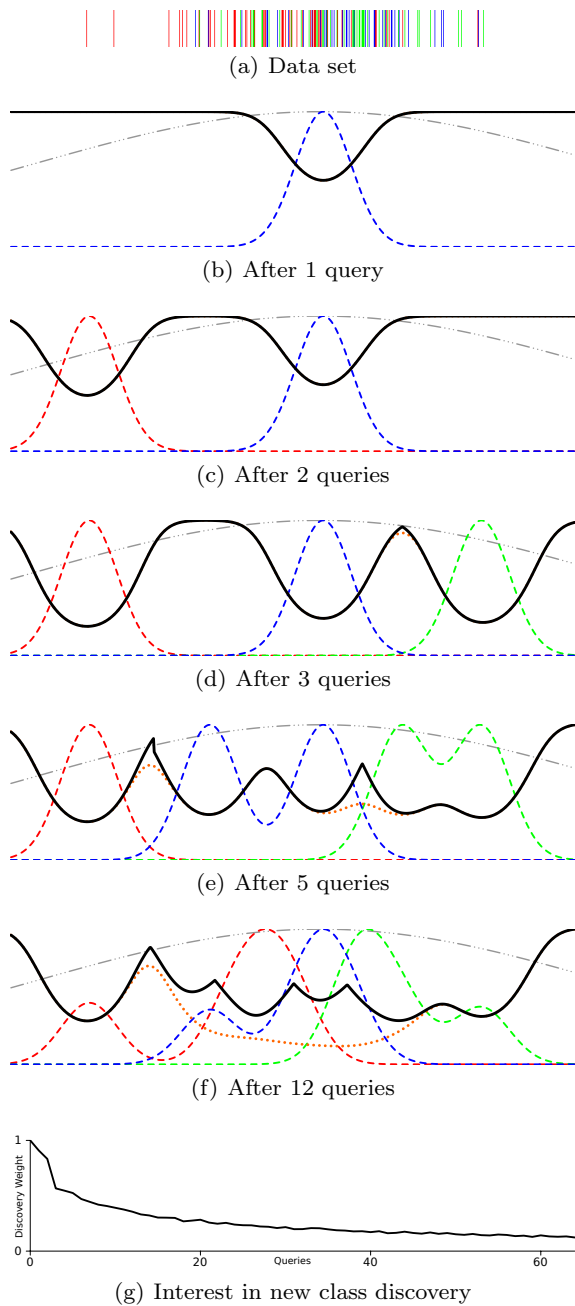 (a) Data set
(b) After 1 query
(c) After 2 queries
(d) After 3 queries
(e) After 5 queries
(f) After 12 queries
1
Discovery Weight
0
0 20 40 60
Queries
(g) Interest in new class discovery